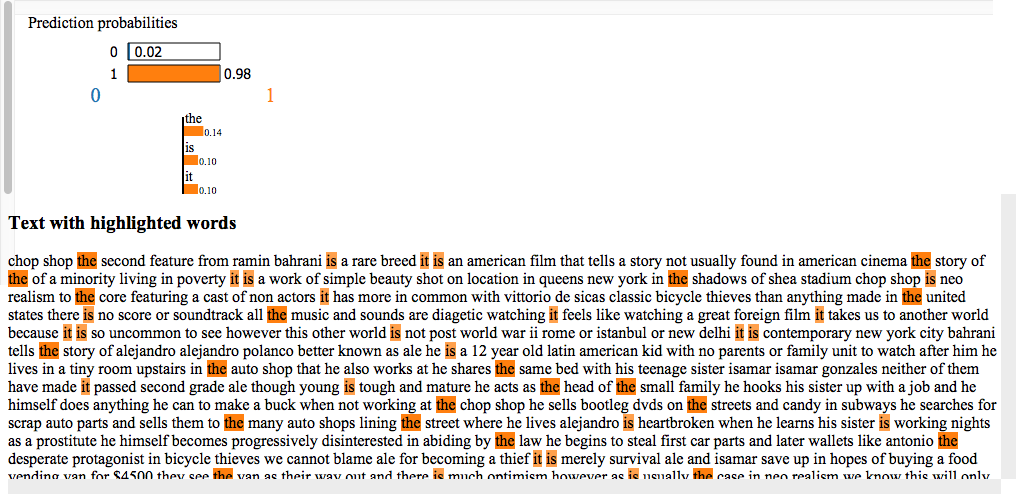 Prediction probabilities
0 0.02
1 0.98
0 1
the
0.14
is
0.10
it
0.10
Text with highlighted words
chop shop the second feature from ramin bahrani is a rare breed it is an american film that tells a story not usually found in american cinema the story of
the of a minority living in poverty it is a work of simple beauty shot on location in queens new york in the shadows of shea stadium chop shop is neo
realism to the core featuring a cast of non actors it has more in common with vittorio de sicas classic bicycle thieves than anything made in the united
states there is no score or soundtrack all the music and sounds are diagetic watching it feels like watching a great foreign film it takes us to another world
because it is so uncommon to see however this other world is not post world war ii rome or istanbul or new delhi it is contemporary new york city bahrani
tells the story of alejandro alejandro polanco better known as ale he is a 12 year old latin american kid with no parents or family unit to watch after him he
lives in a tiny room upstairs in the auto shop that he also works at he shares the same bed with his teenage sister isamar isamar gonzales neither of them
have made it passed second grade ale though young is tough and mature he acts as the head of the small family he hooks his sister up with a job and he
himself does anything he can to make a buck when not working at the chop shop he sells bootleg dvds on the streets and candy in subways he searches for
scrap auto parts and sells them to the many auto shops lining the street where he lives alejandro is heartbroken when he learns his sister is working nights
as a prostitute he himself becomes progressively disinterested in abiding by the law he begins to steal first car parts and later wallets like antonio the
desperate protagonist in bicycle thieves we cannot blame ale for becoming a thief it is merely survival ale and isamar save up in hopes of buying a food
vending van for $4500 they see the van as their way out and there is much optimism however as is usually the case in neo realism we know this will only